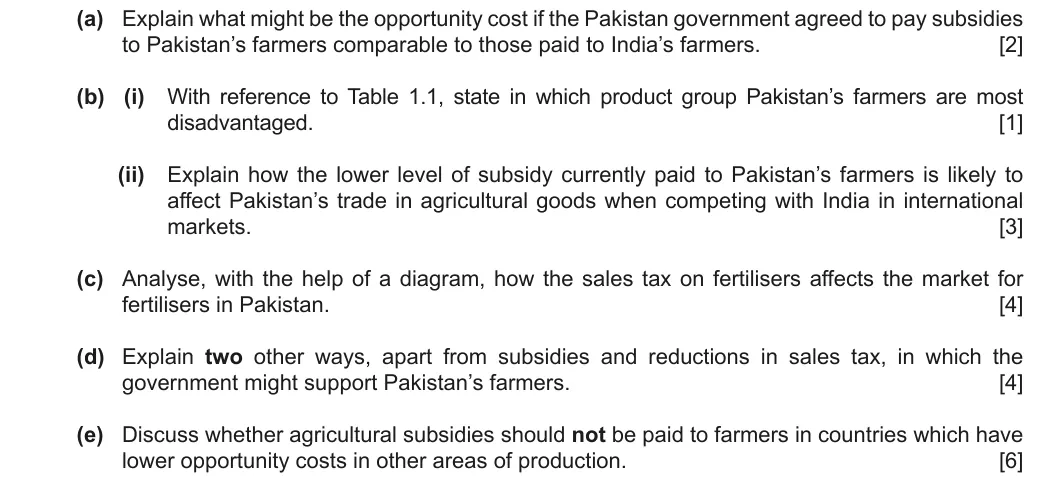 (a) Explain what might be the opportunity cost if the Pakistan government agreed to pay subsidies
to Pakistan’s farmers comparable to those paid to India’s farmers. [2]
(b) (i) With reference to Table 1.1, state in which product group Pakistan’s farmers are most
disadvantaged. [1]
(ii) Explain how the lower level of subsidy currently paid to Pakistan’s farmers is likely to
affect Pakistan’s trade in agricultural goods when competing with India in international
markets. [3]
(c) Analyse, with the help of a diagram, how the sales tax on fertilisers affects the market for
fertilisers in Pakistan. [4]
(d) Explain two other ways, apart from subsidies and reductions in sales tax, in which the
government might support Pakistan’s farmers. [4]
(e) Discuss whether agricultural subsidies should not be paid to farmers in countries which have
lower opportunity costs in other areas of production. [6]